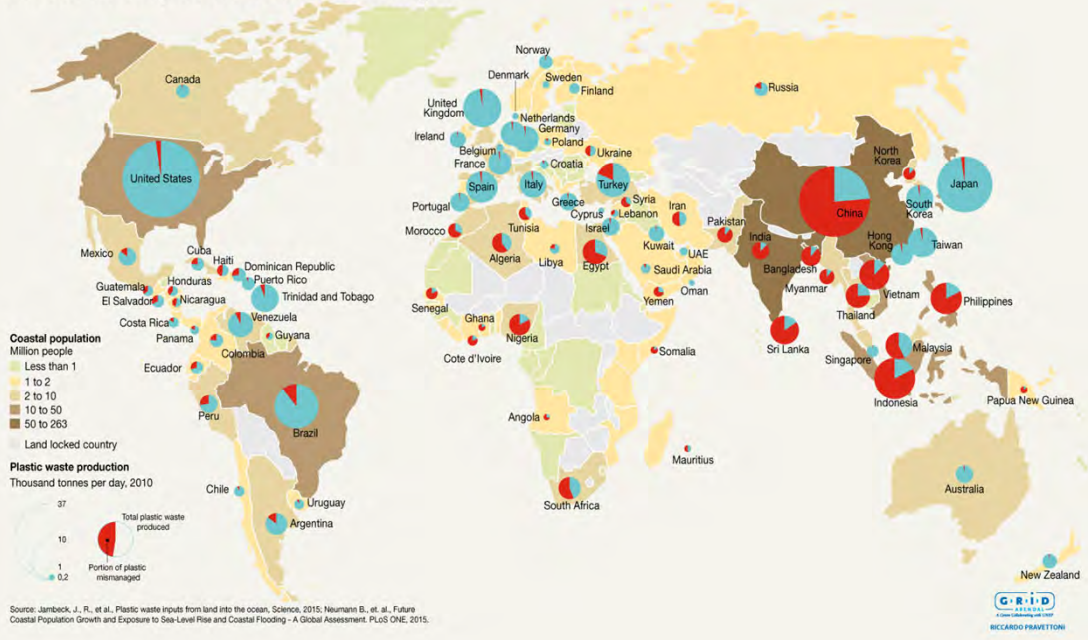 Norway
Denmark
Sweden
Finland
Canada
Russia
United
Kingdom
Netherlands
Germany
Ireland
Poland
Belgium
Ukraine
France
Croatia
North
Korea
United States
Spain
Italy
Turkey
Japan
Portugal
Greece
Syria
Iran
China
South
Korea
Cyprus
Lebanon
Tunisia
Israel
Pakistan
Morocco
India
Hong
Kong
Taiwan
Mexico
Cuba
Algeria
Libya
Egypt
Kuwait
UAE
Haiti
Dominican Republic
Saudi Arabia
Bangladesh
Guatemala
Honduras
Puerto Rico
Oman
Myanmar
El Salvador
Nicaragua
Trinidad and Tobago
Senegal
Yemen
Vietnam
Philippines
Thailand
Costa Rica
Venezuela
Ghana
Nigeria
Panama
Guyana
Sri Lanka
Malaysia
Colombia
Cote d'Ivoire
Somalia
Singapore
Ecuador
Indonesia
Papua New Guinea
Peru
Brazil
Angola
Mauritius
Chile
Uruguay
South Africa
Australia
Argentina
New Zealand
Coastal population
Million people
Less than 1
1 to 2
2 to 10
10 to 50
50 to 263
Land locked country
Plastic waste production
Thousand tonnes per day, 2010
37
10
1
0,2
Total plastic waste
produced
Portion of plastic
mismanaged
Source: Jambeck, J., R., et al., Plastic waste inputs from land into the ocean, Science, 2015; Neumann B., et. al., Future
Coastal Population Growth and Exposure to Sea-Level Rise and Coastal Flooding - A Global Assessment. PLoS ONE, 2015.
G·R·I·D
ARENDAL
A Centre Collaborating with UNEP
RICCARDO PRAVETTONI